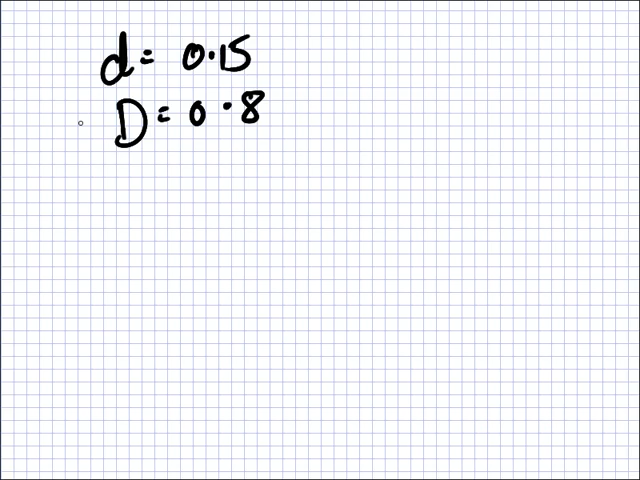 d = 0.15
D = 0.8